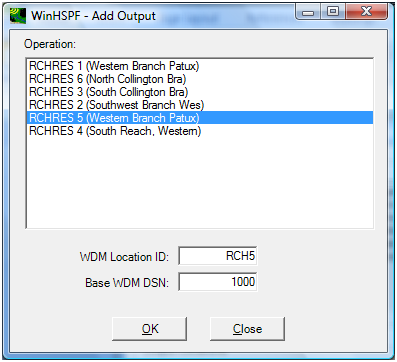 WinHSPF - Add Output
Operation:
RCHRES 1 (Western Branch Patux)
RCHRES 6 (North Collington Bra)
RCHRES 3 (South Collington Bra)
RCHRES 2 (Southwest Branch Wes)
RCHRES 5 (Western Branch Patux)
RCHRES 4 (South Reach, Western)
WDM Location ID: RCH5
Base WDM DSN: 1000
OK Close